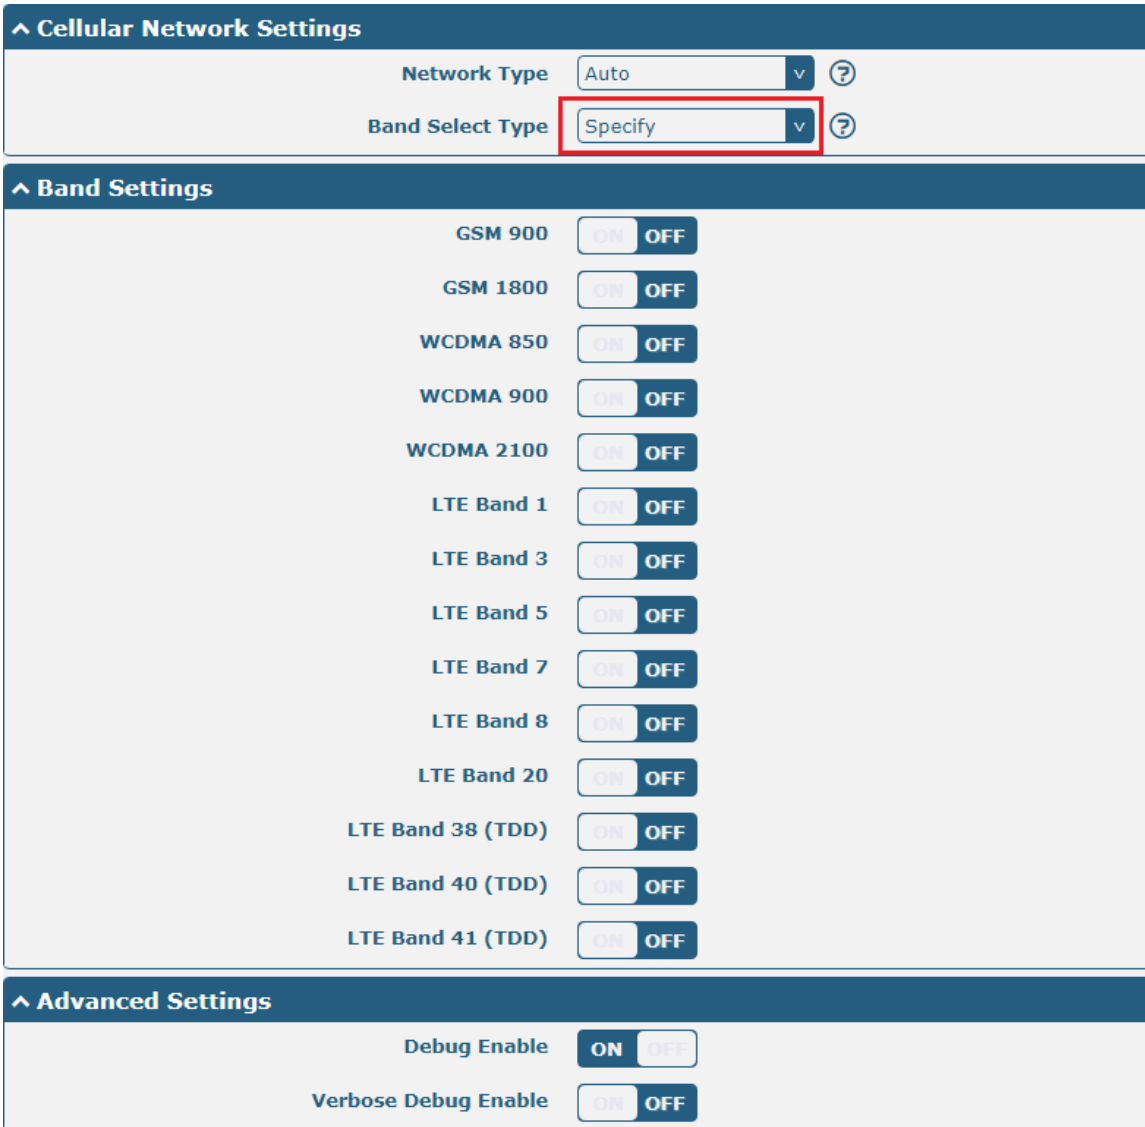 Cellular Network Settings
Network Type Auto v ?
Band Select Type Specify v ?
Band Settings
GSM 900 ON OFF
GSM 1800 ON OFF
WCDMA 850 ON OFF
WCDMA 900 ON OFF
WCDMA 2100 ON OFF
LTE Band 1 ON OFF
LTE Band 3 ON OFF
LTE Band 5 ON OFF
LTE Band 7 ON OFF
LTE Band 8 ON OFF
LTE Band 20 ON OFF
LTE Band 38 (TDD) ON OFF
LTE Band 40 (TDD) ON OFF
LTE Band 41 (TDD) ON OFF
Advanced Settings
Debug Enable ON OFF
Verbose Debug Enable ON OFF